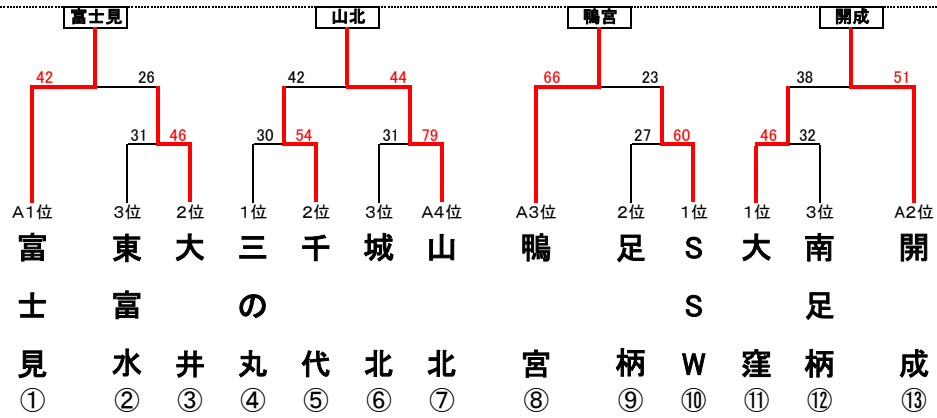 富士見 山北 鴨宮 開成
42 26 42 44 66 23 38 51
31 46 30 54 31 79 27 60 46 32
A1位 3位 2位 1位 2位 3位 A4位 A3位 2位 1位 1位 3位 A2位
富士見 東富水 大井 三の丸 千代 城北 山北 鴨宮 足柄 SSW 大窪 南足柄 開成
① ② ③ ④ ⑤ ⑥ ⑦ ⑧ ⑨ ⑩ ⑪ ⑫ ⑬